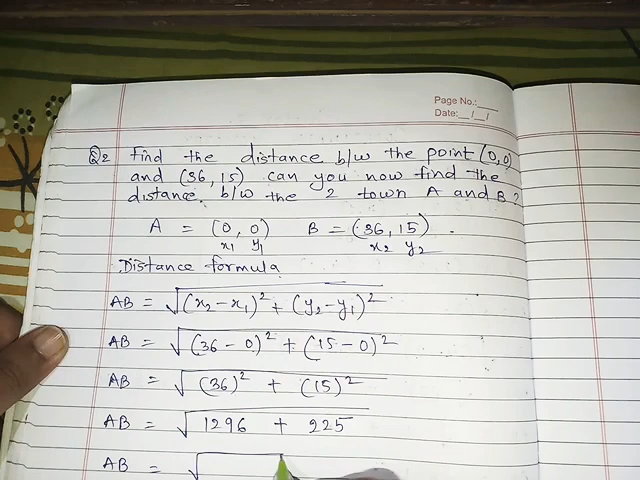 Page No.:
Date: / /
Q2 Find the distance b/w the point (0,0)
and (36, 15) can you now find the
distance. b/w the 2 town A and B?
A = (0, 0) B = (36, 15).
x1 y1 x2 y2
Distance formula
AB = √(x2-x1)² + (y2-y1)²
AB = √(36-0)² + (15-0)²
AB = √(36)² + (15)²
AB = √1296 + 225
AB = √